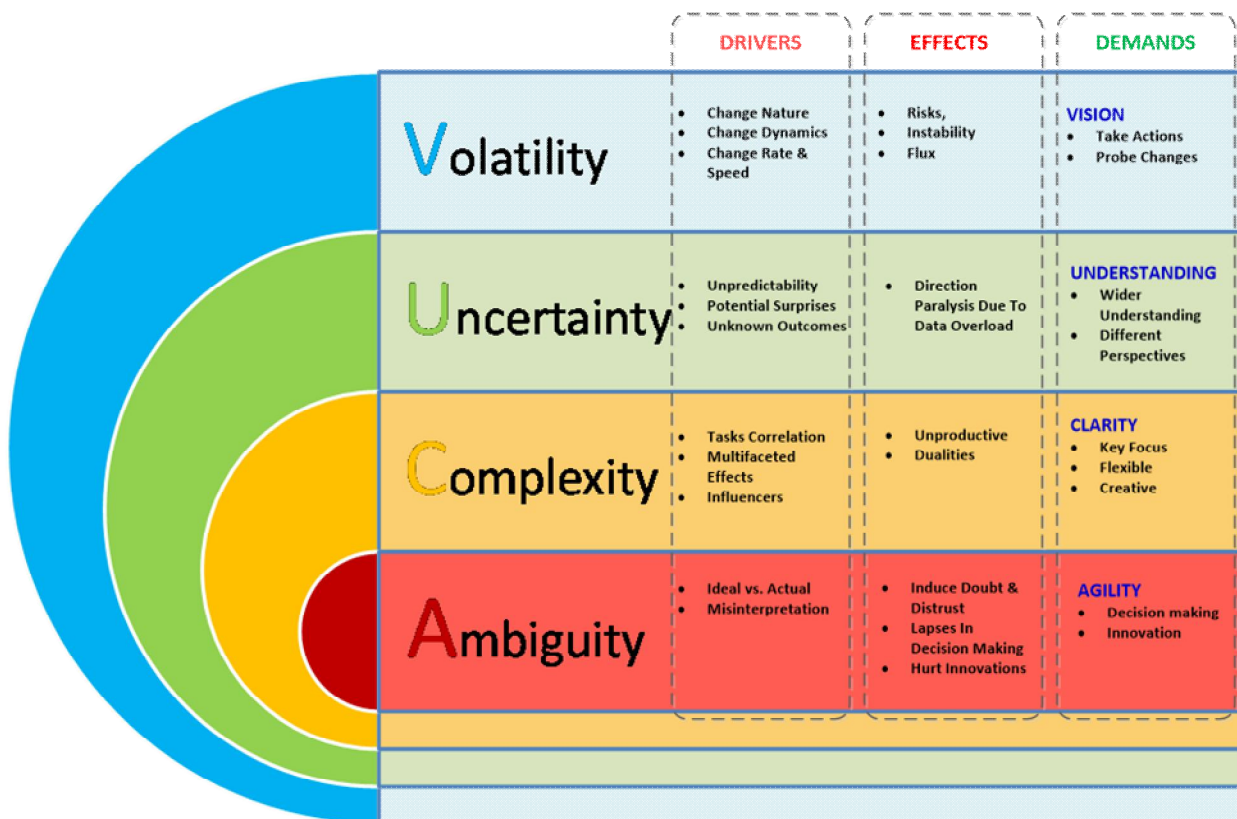 DRIVERS EFFECTS DEMANDS
Volatility
• Change Nature
• Change Dynamics
• Change Rate &
Speed
• Risks,
• Instability
• Flux
VISION
• Take Actions
• Probe Changes
Uncertainty
• Unpredictability
• Potential Surprises
• Unknown Outcomes
• Direction
Paralysis Due To
Data Overload
UNDERSTANDING
• Wider
Understanding
• Different
Perspectives
Complexity
• Tasks Correlation
• Multifaceted
Effects
• Influencers
• Unproductive
• Dualities
CLARITY
• Key Focus
• Flexible
• Creative
Ambiguity
• Ideal vs. Actual
• Misinterpretation
• Induce Doubt &
Distrust
• Lapses In
Decision Making
• Hurt Innovations
AGILITY
• Decision making
• Innovation